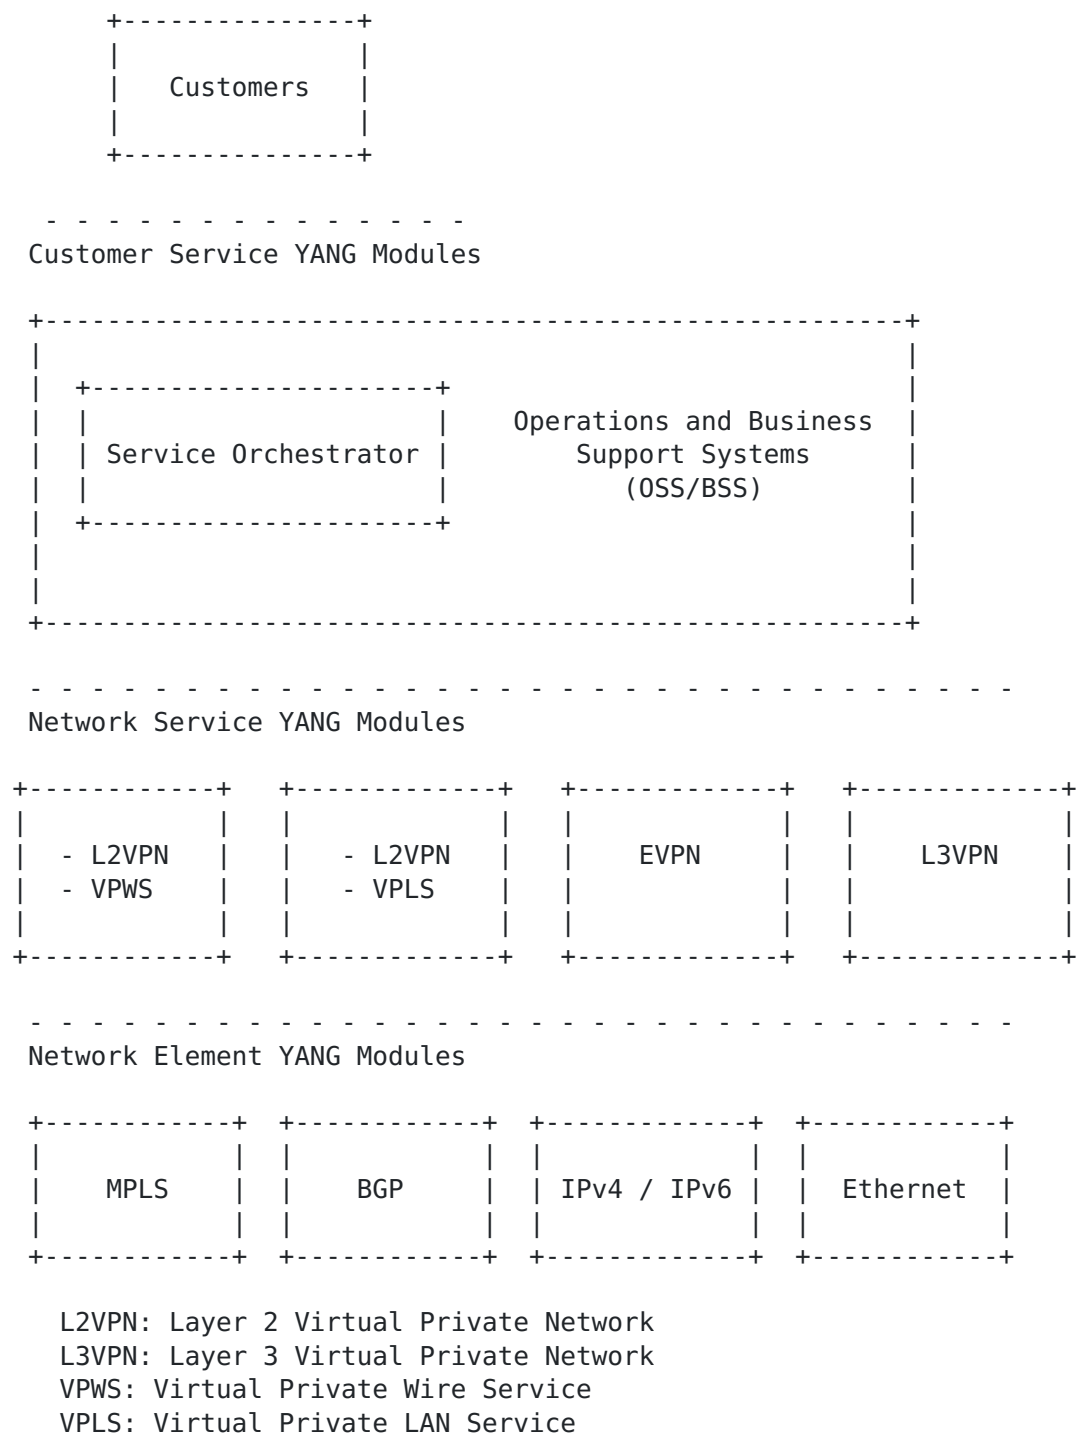 Customers
Customer Service YANG Modules
Operations and Business
Service Orchestrator Support Systems
(OSS/BSS)
Network Service YANG Modules
- L2VPN - L2VPN EVPN L3VPN
- VPWS - VPLS
Network Element YANG Modules
MPLS BGP IPv4 / IPv6 Ethernet
L2VPN: Layer 2 Virtual Private Network
L3VPN: Layer 3 Virtual Private Network
VPWS: Virtual Private Wire Service
VPLS: Virtual Private LAN Service